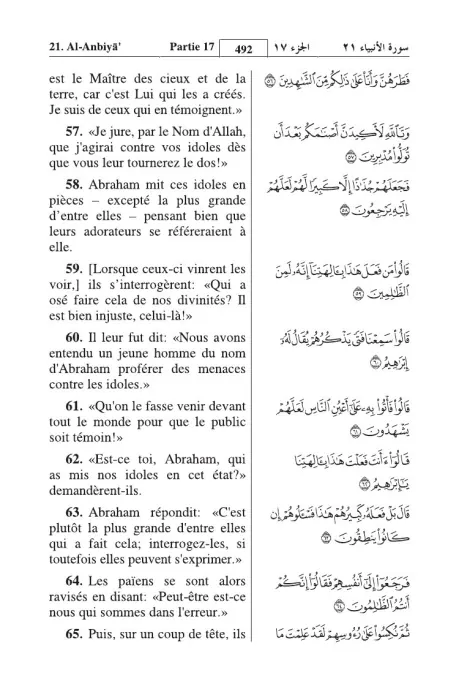 21. Al-Anbiyā' Partie 17 492 الجزء ١٧ سورة الأنبياء ٢١
est le Maître des cieux et de la
terre, car c'est Lui qui les a créés.
Je suis de ceux qui en témoignent.»
57. «Je jure, par le Nom d'Allah,
que j'agirai contre vos idoles dès
que vous leur tournerez le dos!»
58. Abraham mit ces idoles en
pièces – excepté la plus grande
d'entre elles – pensant bien que
leurs adorateurs se référeraient à
elle.
59. [Lorsque ceux-ci vinrent les
voir,] ils s'interrogèrent: «Qui a
osé faire cela de nos divinités? Il
est bien injuste, celui-là!»
60. Il leur fut dit: «Nous avons
entendu un jeune homme du nom
d'Abraham proférer des menaces
contre les idoles.»
61. «Qu'on le fasse venir devant
tout le monde pour que le public
soit témoin!»
62. «Est-ce toi, Abraham, qui
as mis nos idoles en cet état?»
demandèrent-ils.
63. Abraham répondit: «C'est
plutôt la plus grande d'entre elles
qui a fait cela; interrogez-les, si
toutefois elles peuvent s'exprimer.»
64. Les païens se sont alors
ravisés en disant: «Peut-être est-ce
nous qui sommes dans l'erreur.»
65. Puis, sur un coup de tête, ils
فَطَرَهُنَّ وَأَنَا۠ عَلَىٰ ذَٰلِكُم مِّنَ ٱلشَّٰهِدِينَ ٥٦
وَتَٱللَّهِ لَأَكِيدَنَّ أَصْنَٰمَكُم بَعْدَ أَن
تُوَلُّوا۟ مُدْبِرِينَ ٥٧
فَجَعَلَهُمْ جُذَٰذًا إِلَّا كَبِيرًا لَّهُمْ لَعَلَّهُمْ
إِلَيْهِ يَرْجِعُونَ ٥٨
قَالُوا۟ مَن فَعَلَ هَٰذَا بِـَٔالِهَتِنَآ إِنَّهُۥ لَمِنَ
ٱلظَّٰلِمِينَ ٥٩
قَالُوا۟ سَمِعْنَا فَتًى يَذْكُرُهُمْ يُقَالُ لَهُۥٓ
إِبْرَٰهِيمُ ٦٠
قَالُوا۟ فَأْتُوا۟ بِهِۦ عَلَىٰٓ أَعْيُنِ ٱلنَّاسِ لَعَلَّهُمْ
يَشْهَدُونَ ٦١
قَالُوٓا۟ ءَأَنتَ فَعَلْتَ هَٰذَا بِـَٔالِهَتِنَا
يَٰٓإِبْرَٰهِيمُ ٦٢
قَالَ بَلْ فَعَلَهُۥ كَبِيرُهُمْ هَٰذَا فَسْـَٔلُوهُمْ إِن
كَانُوا۟ يَنطِقُونَ ٦٣
فَرَجَعُوٓا۟ إِلَىٰٓ أَنفُسِهِمْ فَقَالُوٓا۟ إِنَّكُمْ
أَنتُمُ ٱلظَّٰلِمُونَ ٦٤
ثُمَّ نُكِسُوا۟ عَلَىٰ رُءُوسِهِمْ لَقَدْ عَلِمْتَ مَا